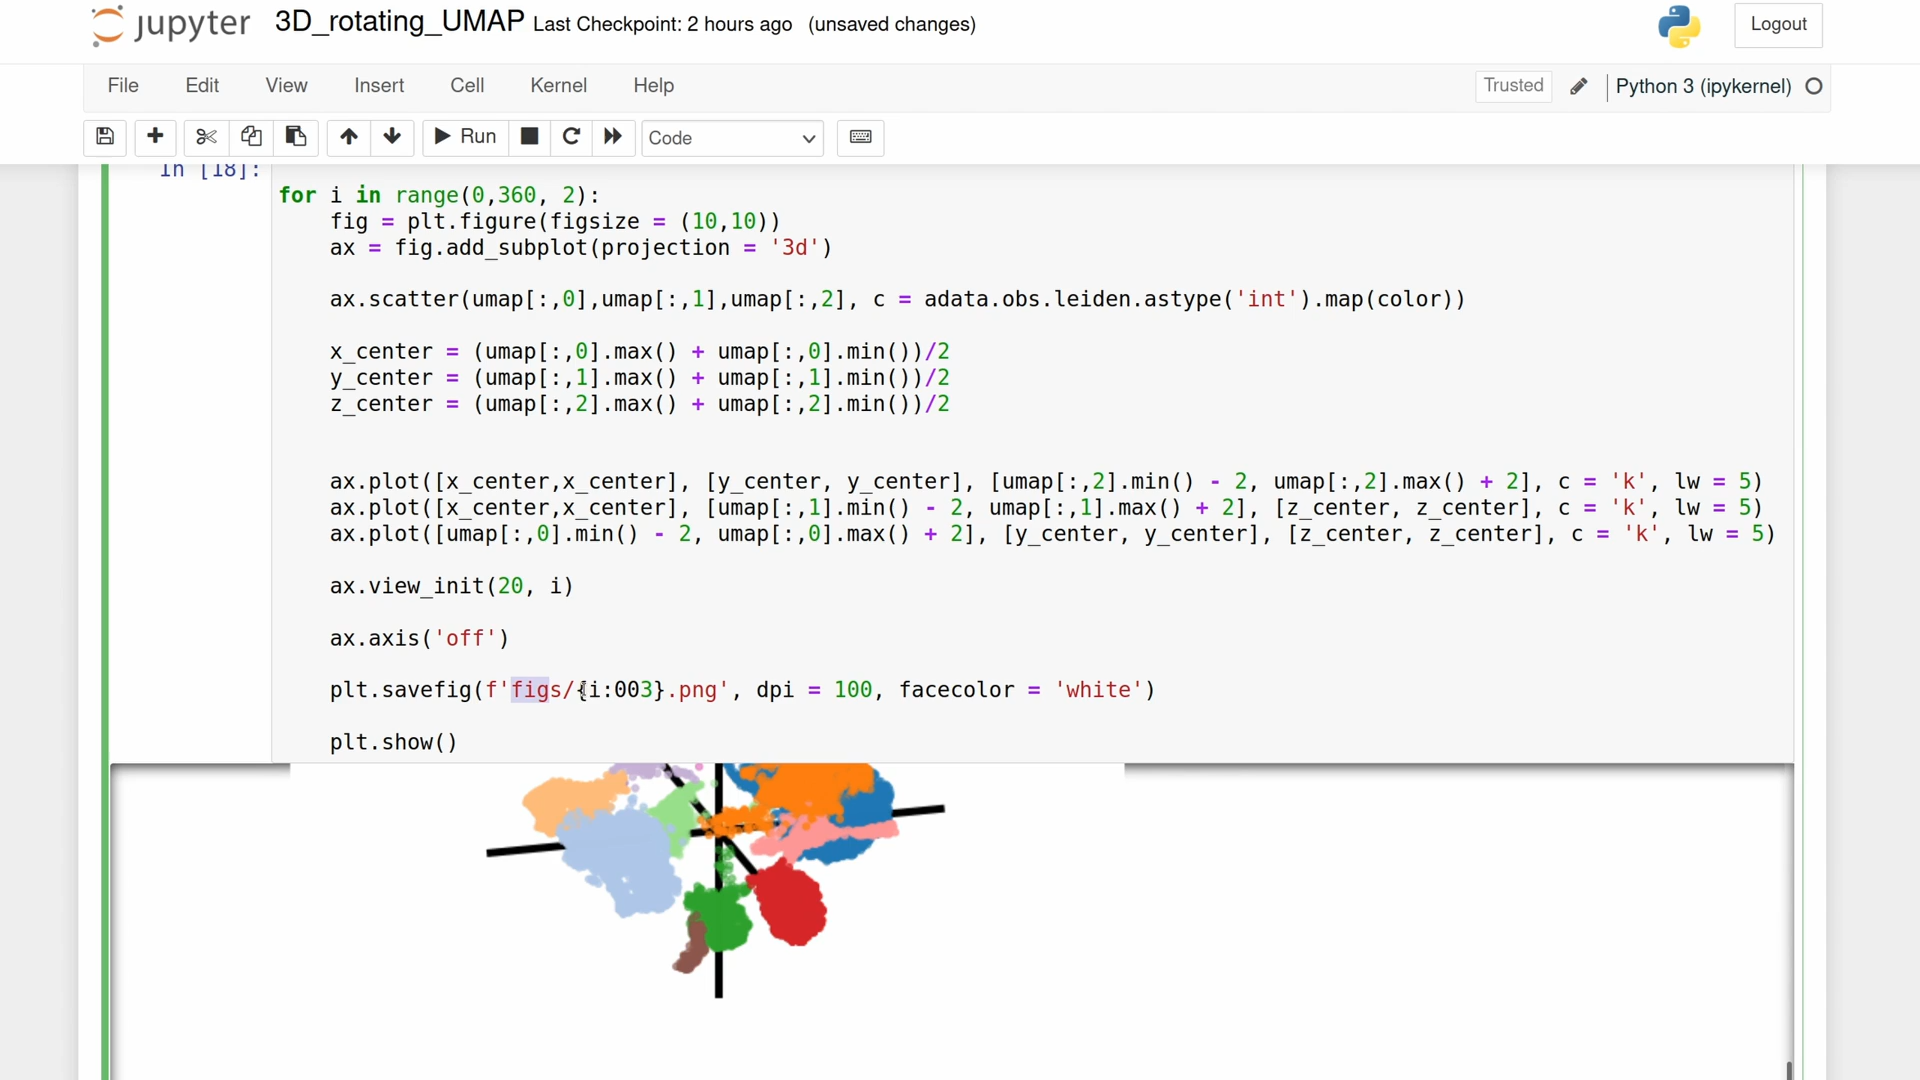 jupyter 3D_rotating_UMAP Last Checkpoint: 2 hours ago (unsaved changes) Logout
File Edit View Insert Cell Kernel Help Trusted Python 3 (ipykernel)
Run Code
In [18]:
for i in range(0,360, 2):
    fig = plt.figure(figsize = (10,10))
    ax = fig.add_subplot(projection = '3d')
    ax.scatter(umap[:,0],umap[:,1],umap[:,2], c = adata.obs.leiden.astype('int').map(color))
    x_center = (umap[:,0].max() + umap[:,0].min())/2
    y_center = (umap[:,1].max() + umap[:,1].min())/2
    z_center = (umap[:,2].max() + umap[:,2].min())/2
    ax.plot([x_center,x_center], [y_center, y_center], [umap[:,2].min() - 2, umap[:,2].max() + 2], c = 'k', lw = 5)
    ax.plot([x_center,x_center], [umap[:,1].min() - 2, umap[:,1].max() + 2], [z_center, z_center], c = 'k', lw = 5)
    ax.plot([umap[:,0].min() - 2, umap[:,0].max() + 2], [y_center, y_center], [z_center, z_center], c = 'k', lw = 5)
    ax.view_init(20, i)
    ax.axis('off')
    plt.savefig(f'figs/{i:003}.png', dpi = 100, facecolor = 'white')
    plt.show()